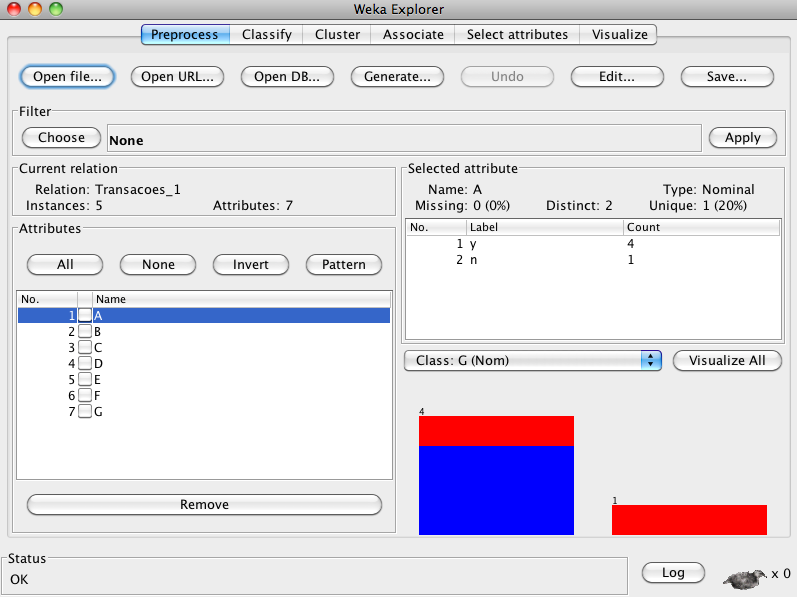 Weka Explorer
Preprocess Classify Cluster Associate Select attributes Visualize
Open file... Open URL... Open DB... Generate... Undo Edit... Save...
Filter
Choose None Apply
Current relation
Relation: Transacoes_1
Instances: 5 Attributes: 7
Selected attribute
Name: A Type: Nominal
Missing: 0 (0%) Distinct: 2 Unique: 1 (20%)
No. Label Count
1 y 4
2 n 1
Attributes
All None Invert Pattern
No. Name
1 A
2 B
3 C
4 D
5 E
6 F
7 G
Remove
Class: G (Nom) Visualize All
4
1
Status
OK
Log x 0